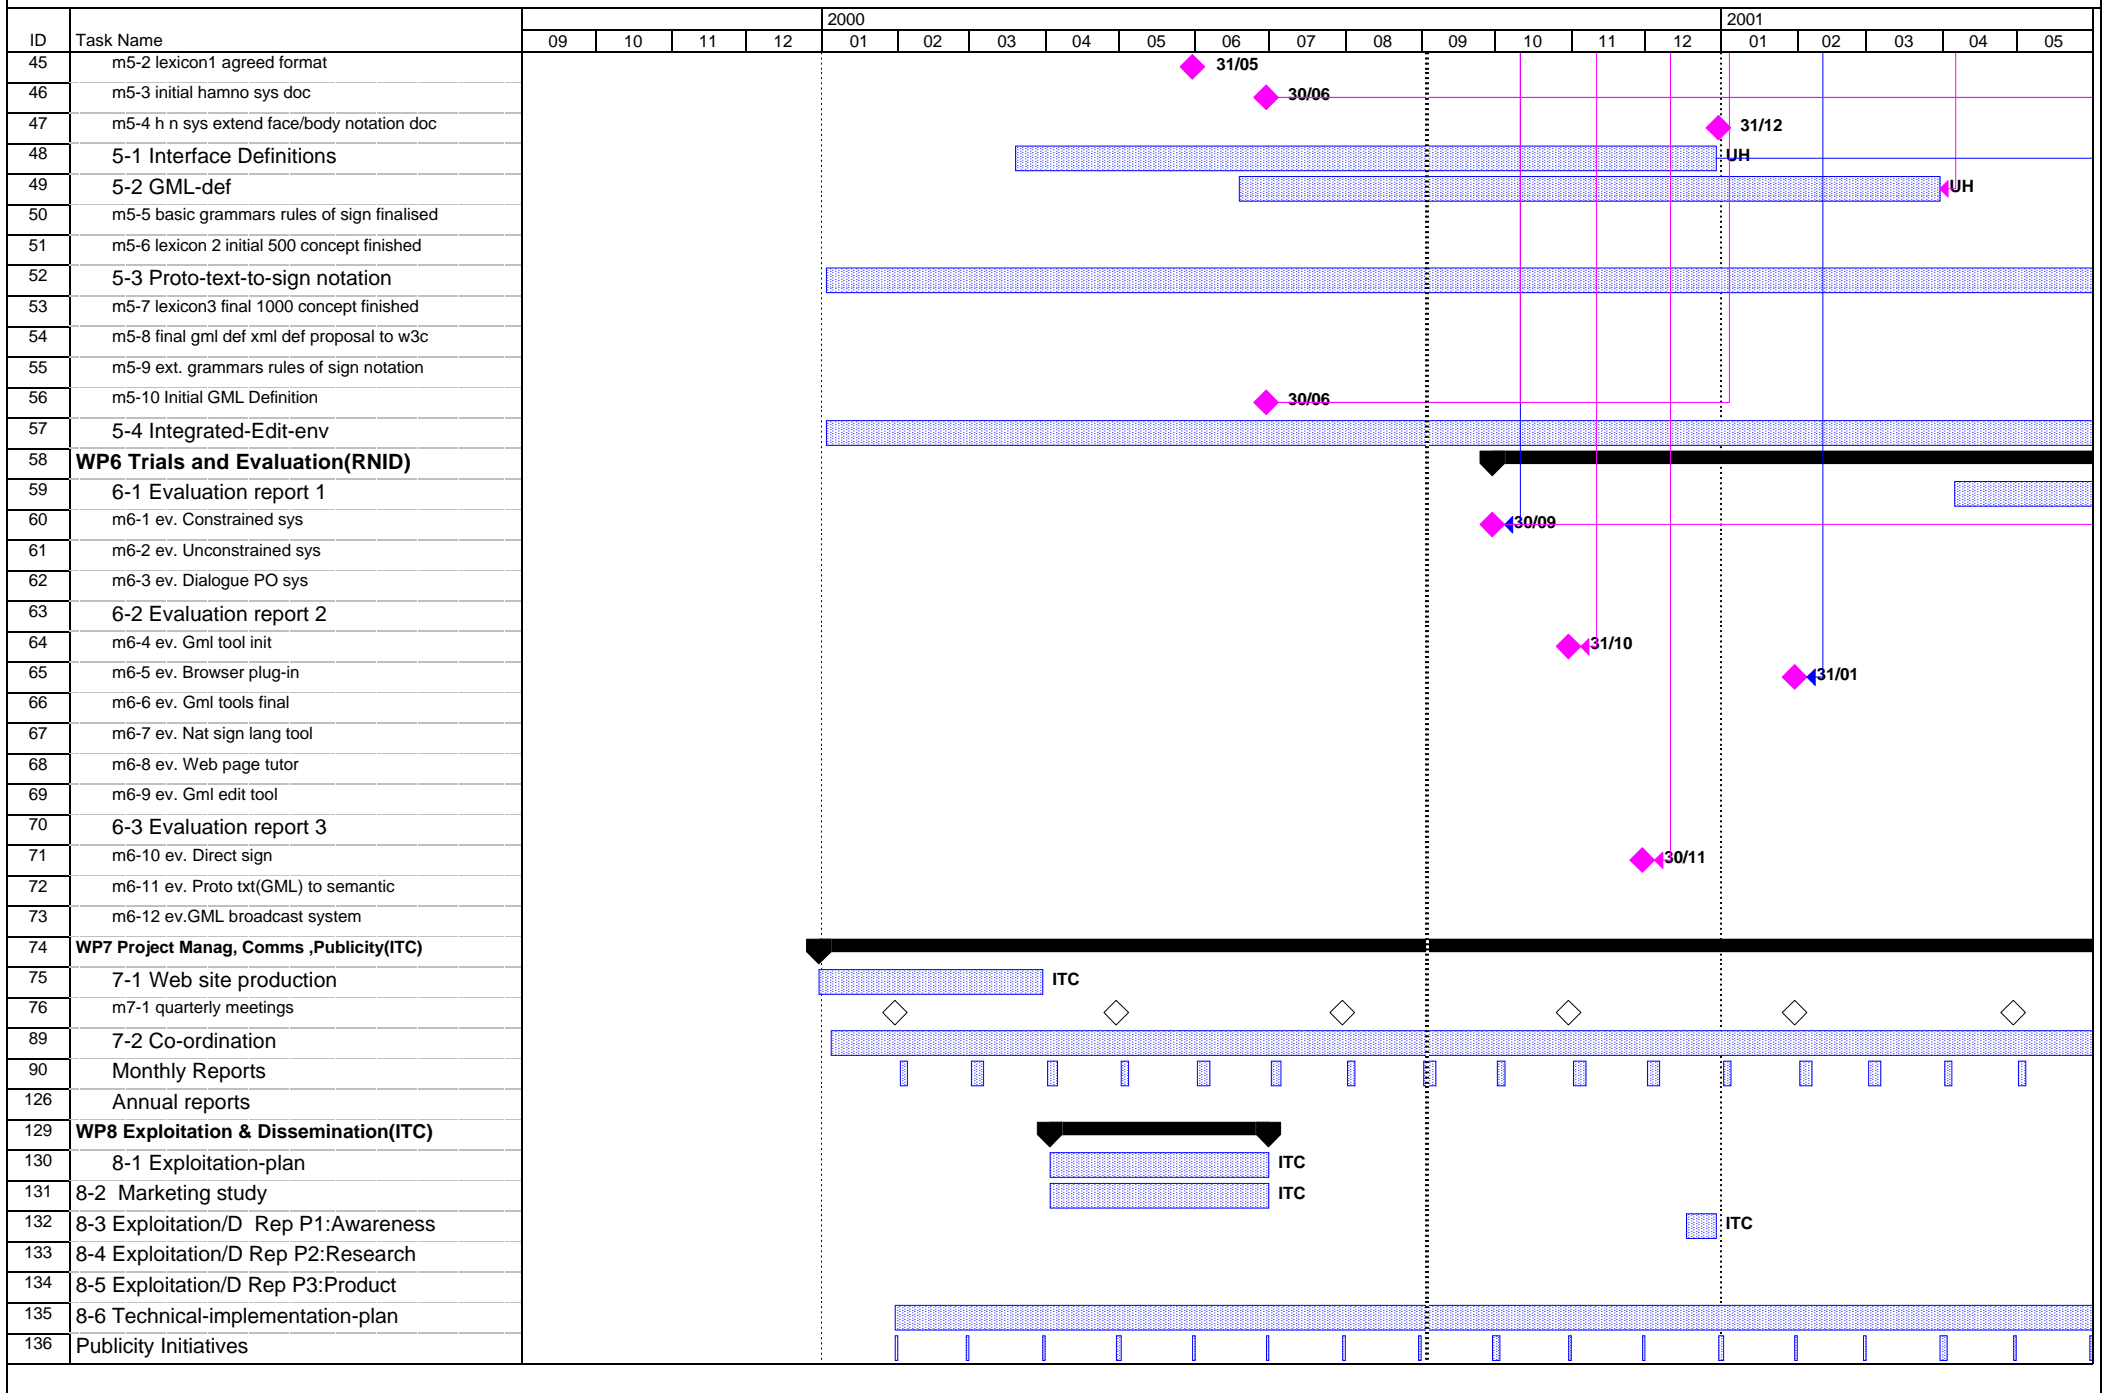 2000 2001
ID Task Name 09 10 11 12 01 02 03 04 05 06 07 08 09 10 11 12 01 02 03 04 05
45 m5-2 lexicon1 agreed format 31/05
46 m5-3 initial hamno sys doc 30/06
47 m5-4 h n sys extend face/body notation doc 31/12
48 5-1 Interface Definitions UH
49 5-2 GML-def UH
50 m5-5 basic grammars rules of sign finalised
51 m5-6 lexicon 2 initial 500 concept finished
52 5-3 Proto-text-to-sign notation
53 m5-7 lexicon3 final 1000 concept finished
54 m5-8 final gml def xml def proposal to w3c
55 m5-9 ext. grammars rules of sign notation
56 m5-10 Initial GML Definition 30/06
57 5-4 Integrated-Edit-env
58 WP6 Trials and Evaluation(RNID)
59 6-1 Evaluation report 1
60 m6-1 ev. Constrained sys 30/09
61 m6-2 ev. Unconstrained sys
62 m6-3 ev. Dialogue PO sys
63 6-2 Evaluation report 2
64 m6-4 ev. Gml tool init 31/10
65 m6-5 ev. Browser plug-in 31/01
66 m6-6 ev. Gml tools final
67 m6-7 ev. Nat sign lang tool
68 m6-8 ev. Web page tutor
69 m6-9 ev. Gml edit tool
70 6-3 Evaluation report 3
71 m6-10 ev. Direct sign 30/11
72 m6-11 ev. Proto txt(GML) to semantic
73 m6-12 ev.GML broadcast system
74 WP7 Project Manag, Comms ,Publicity(ITC)
75 7-1 Web site production ITC
76 m7-1 quarterly meetings
89 7-2 Co-ordination
90 Monthly Reports
126 Annual reports
129 WP8 Exploitation & Dissemination(ITC)
130 8-1 Exploitation-plan ITC
131 8-2 Marketing study ITC
132 8-3 Exploitation/D Rep P1:Awareness ITC
133 8-4 Exploitation/D Rep P2:Research
134 8-5 Exploitation/D Rep P3:Product
135 8-6 Technical-implementation-plan
136 Publicity Initiatives